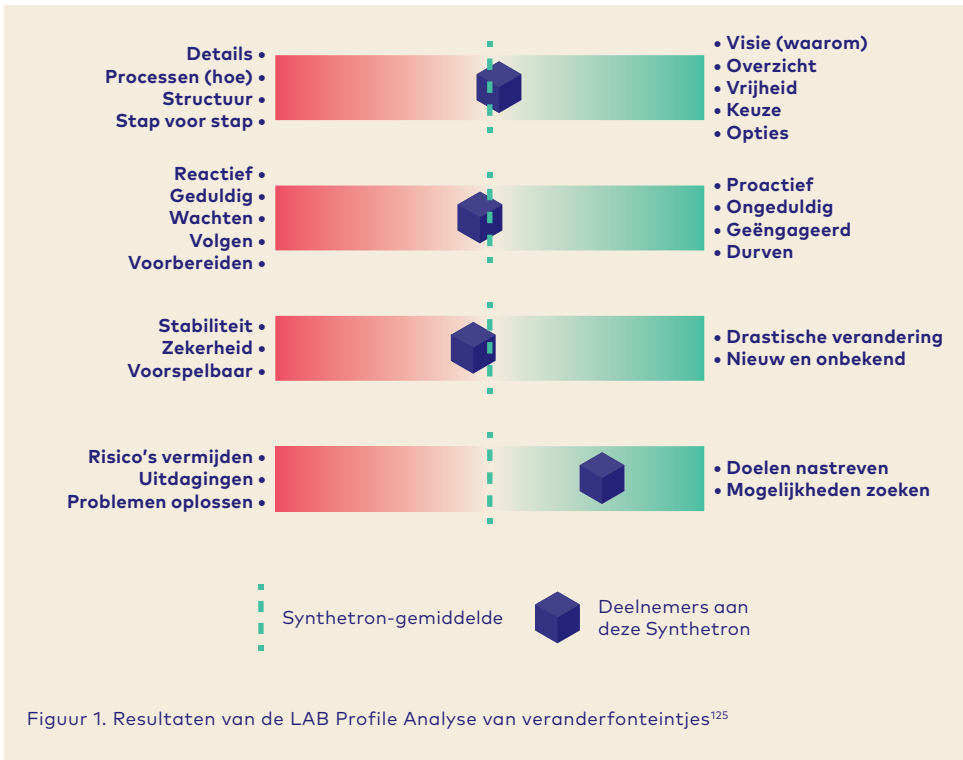 Details •
Processen (hoe) •
Structuur •
Stap voor stap •
• Visie (waarom)
• Overzicht
• Vrijheid
• Keuze
• Opties
Reactief •
Geduldig •
Wachten •
Volgen •
Voorbereiden •
• Proactief
• Ongeduldig
• Geëngageerd
• Durven
Stabiliteit •
Zekerheid •
Voorspelbaar •
• Drastische verandering
• Nieuw en onbekend
Risico's vermijden •
Uitdagingen •
Problemen oplossen •
• Doelen nastreven
• Mogelijkheden zoeken
Synthetron-gemiddelde
Deelnemers aan
deze Synthetron
Figuur 1. Resultaten van de LAB Profile Analyse van veranderfonteintjes¹²⁵